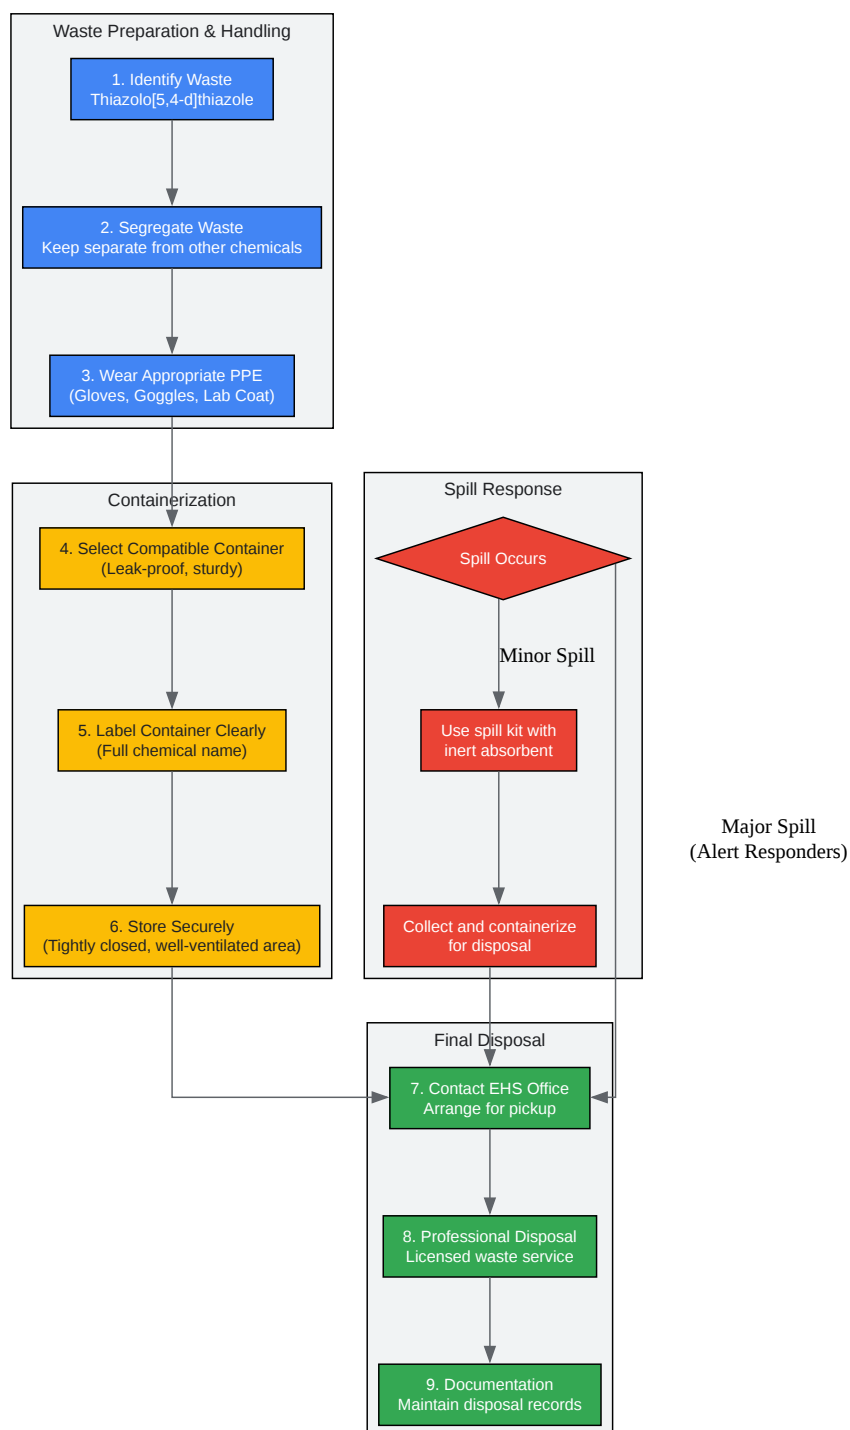 Waste Preparation & Handling
1. Identify Waste
Thiazolo[5,4-d]thiazole
2. Segregate Waste
Keep separate from other chemicals
3. Wear Appropriate PPE
(Gloves, Goggles, Lab Coat)
Containerization
4. Select Compatible Container
(Leak-proof, sturdy)
5. Label Container Clearly
(Full chemical name)
6. Store Securely
(Tightly closed, well-ventilated area)
Spill Response
Spill Occurs
Minor Spill
Use spill kit with
inert absorbent
Collect and containerize
for disposal
Major Spill
(Alert Responders)
Final Disposal
7. Contact EHS Office
Arrange for pickup
8. Professional Disposal
Licensed waste service
9. Documentation
Maintain disposal records